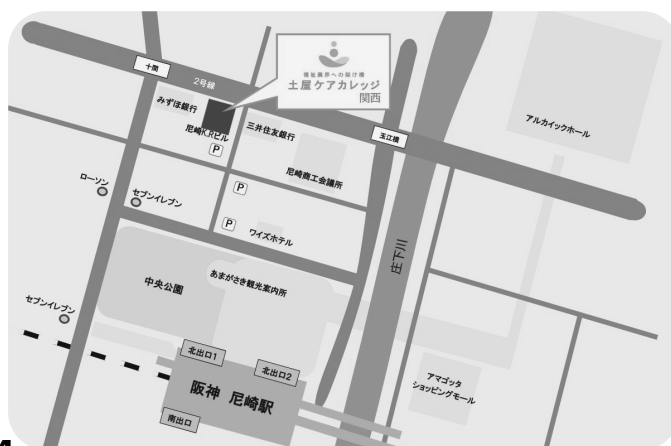 福祉業界への架け橋
土屋ケアカレッジ
関西
十間
2号線
みずほ銀行
尼崎K.Rビル
P
三井住友銀行
玉江橋
アルカイックホール
尼崎商工会議所
P
ローソン
セブンイレブン
P
ワイズホテル
庄下川
中央公園
あまがさき観光案内所
セブンイレブン
北出口1
北出口2
阪神 尼崎駅
南出口
アマゴッタ
ショッピングモール